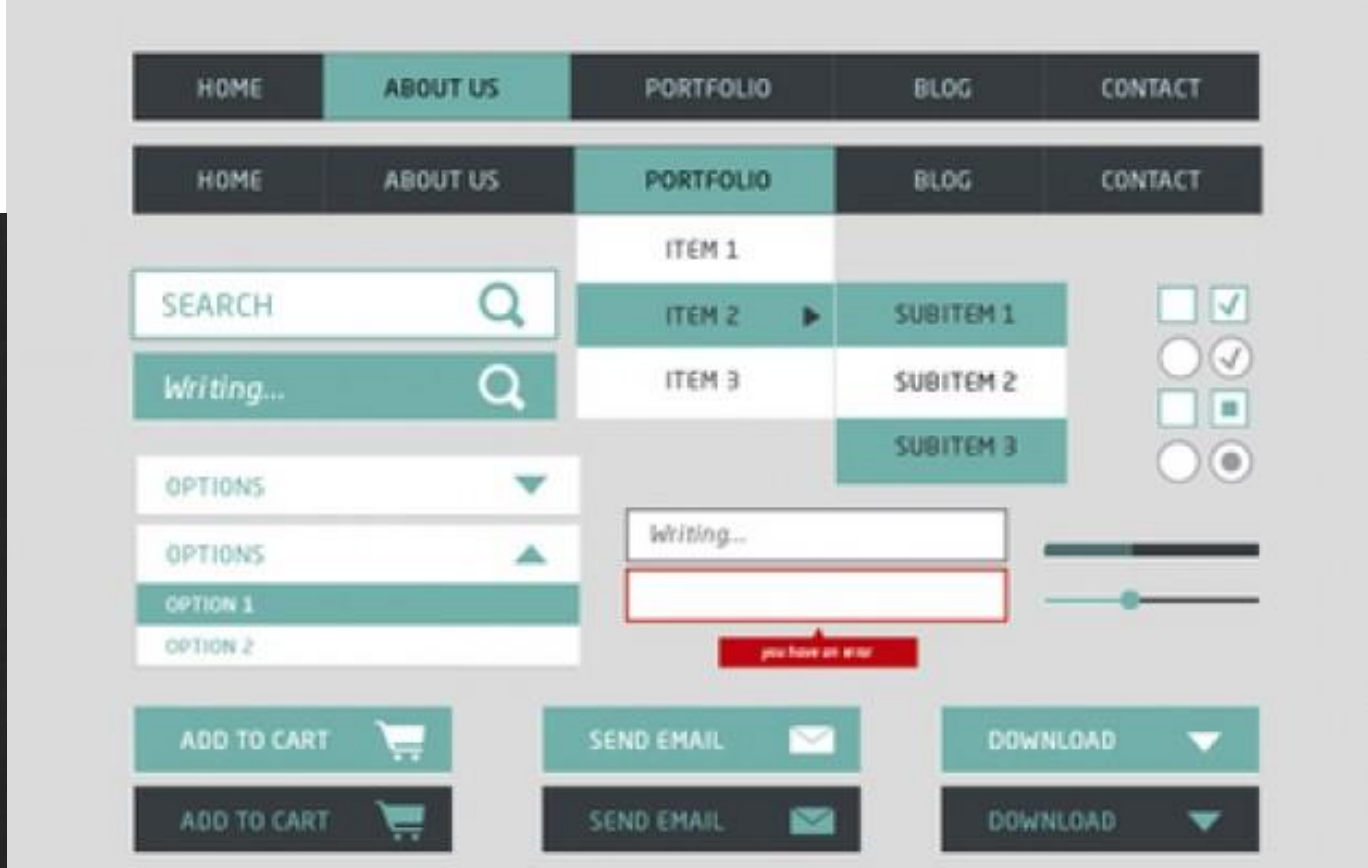 HOME ABOUT US PORTFOLIO BLOG CONTACT
HOME ABOUT US PORTFOLIO BLOG CONTACT
ITEM 1
ITEM 2
ITEM 3
SUBITEM 1
SUBITEM 2
SUBITEM 3
SEARCH
Writing...
OPTIONS
OPTIONS
OPTION 1
OPTION 2
Writing...
you have an error
ADD TO CART SEND EMAIL DOWNLOAD
ADD TO CART SEND EMAIL DOWNLOAD